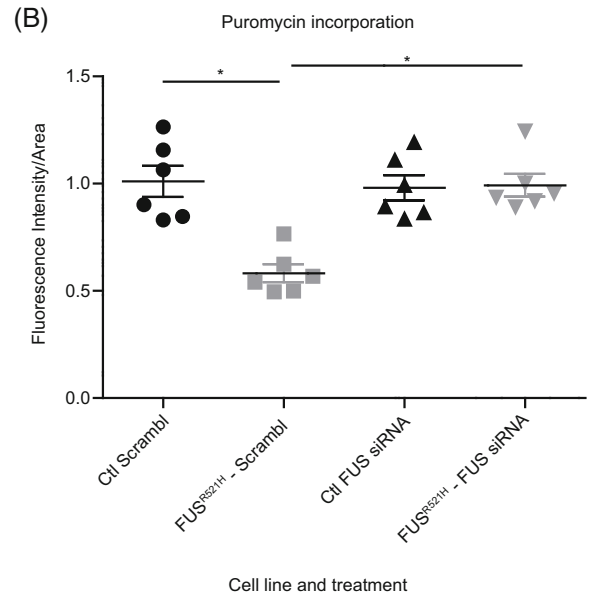 (B)
Puromycin incorporation
*
*
1.5
1.0
0.5
0.0
Fluorescence Intensity/Area
Ctl Scrambl
FUSR521H - Scrambl
Ctl FUS siRNA
FUSR521H - FUS siRNA
Cell line and treatment